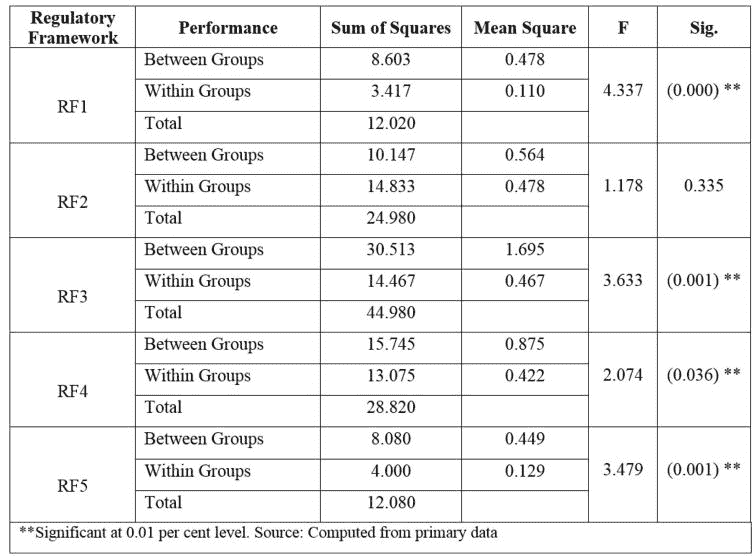 Regulatory Framework Performance Sum of Squares Mean Square F Sig.
RF1 Between Groups 8.603 0.478 4.337 (0.000) **
Within Groups 3.417 0.110
Total 12.020
RF2 Between Groups 10.147 0.564 1.178 0.335
Within Groups 14.833 0.478
Total 24.980
RF3 Between Groups 30.513 1.695 3.633 (0.001) **
Within Groups 14.467 0.467
Total 44.980
RF4 Between Groups 15.745 0.875 2.074 (0.036) **
Within Groups 13.075 0.422
Total 28.820
RF5 Between Groups 8.080 0.449 3.479 (0.001) **
Within Groups 4.000 0.129
Total 12.080
**Significant at 0.01 per cent level. Source: Computed from primary data